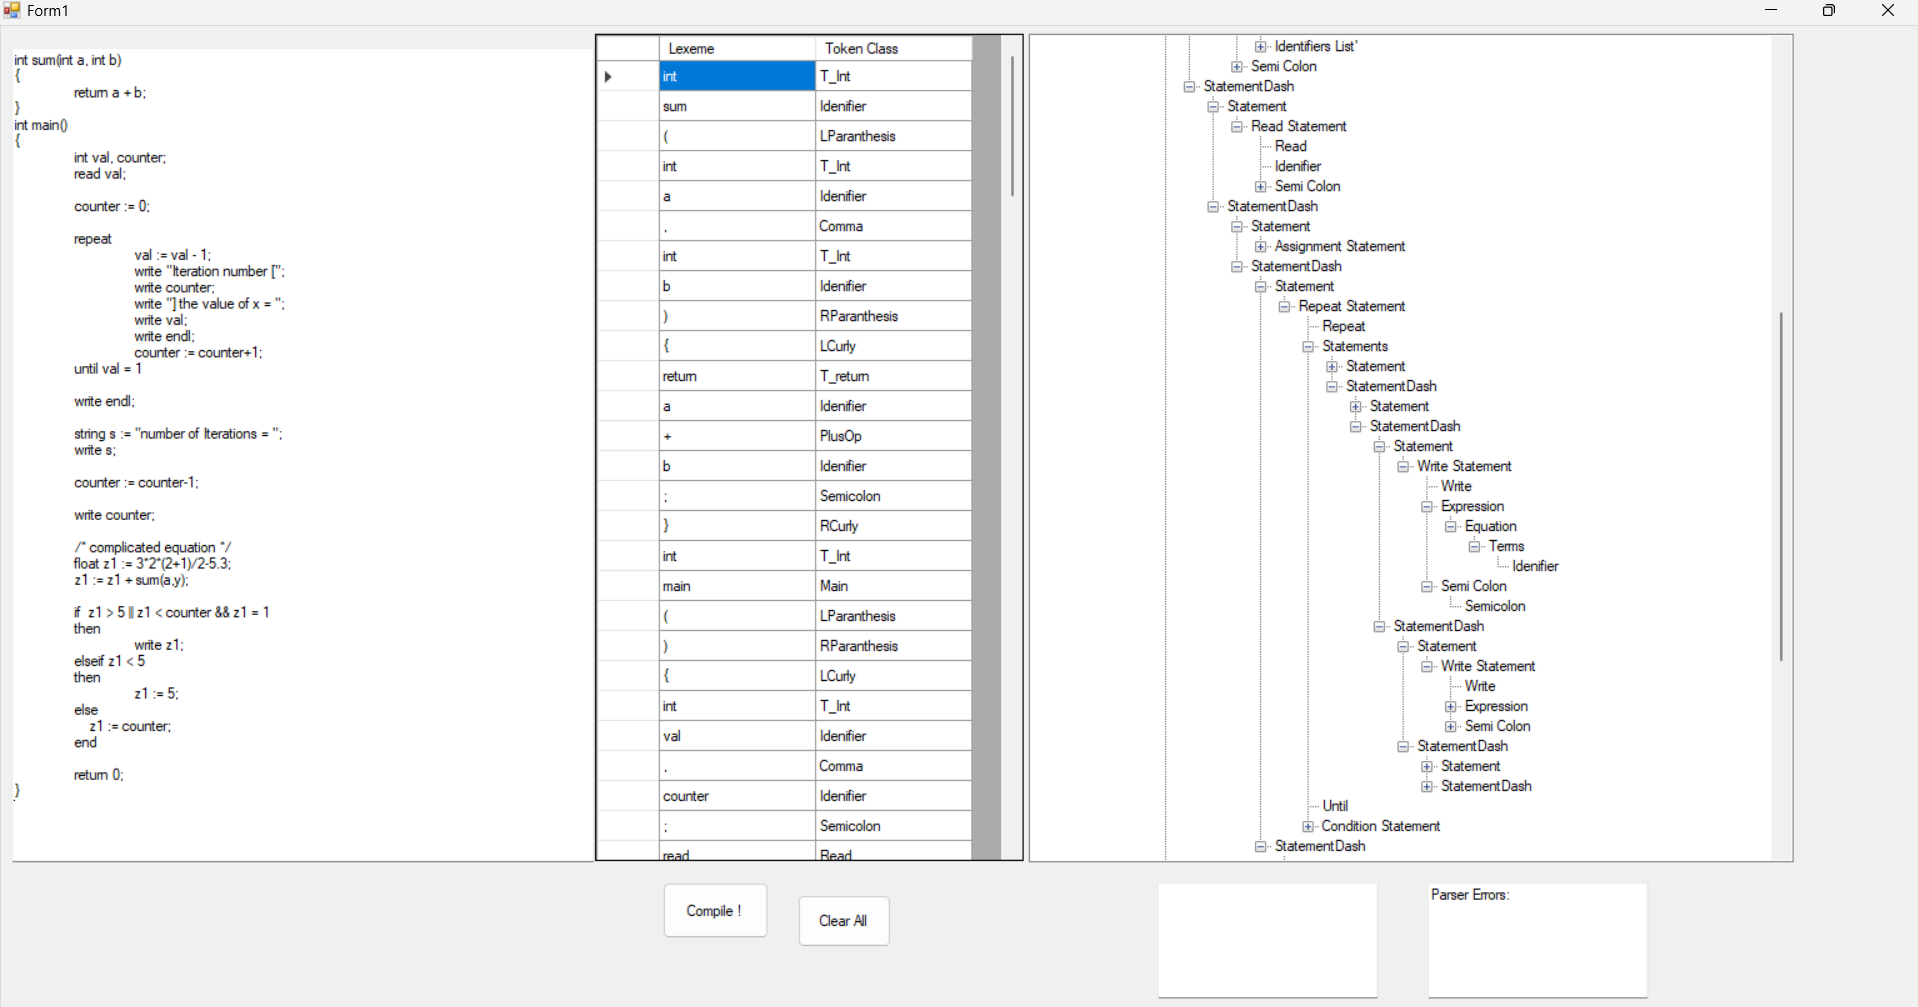 Form1
int sum(int a, int b)
{
return a + b;
}
int main()
{
int val, counter;
read val;
counter := 0;
repeat
val := val - 1;
write "Iteration number [";
write counter;
write "] the value of x = ";
write val;
write endl;
counter := counter+1;
until val = 1
write endl;
string s := "number of Iterations = ";
write s;
counter := counter-1;
write counter;
/* complicated equation */
float z1 := 3*2*(2+1)/2-5.3;
z1 := z1 + sum(a,y);
if z1 > 5 || z1 < counter && z1 = 1
then
write z1;
elseif z1 < 5
then
z1 := 5;
else
z1 := counter;
end
return 0;
}
Lexeme Token Class
int T_Int
sum Idenifier
( LParanthesis
int T_Int
a Idenifier
, Comma
int T_Int
b Idenifier
) RParanthesis
{ LCurly
return T_return
a Idenifier
+ PlusOp
b Idenifier
; Semicolon
} RCurly
int T_Int
main Main
( LParanthesis
) RParanthesis
{ LCurly
int T_Int
val Idenifier
, Comma
counter Idenifier
; Semicolon
read Read
Identifiers List'
Semi Colon
StatementDash
Statement
Read Statement
Read
Idenifier
Semi Colon
StatementDash
Statement
Assignment Statement
StatementDash
Statement
Repeat Statement
Repeat
Statements
Statement
StatementDash
Statement
StatementDash
Statement
Write Statement
Write
Expression
Equation
Terms
Idenifier
Semi Colon
Semicolon
StatementDash
Statement
Write Statement
Write
Expression
Semi Colon
StatementDash
Statement
StatementDash
Until
Condition Statement
StatementDash
Compile !
Clear All
Parser Errors: